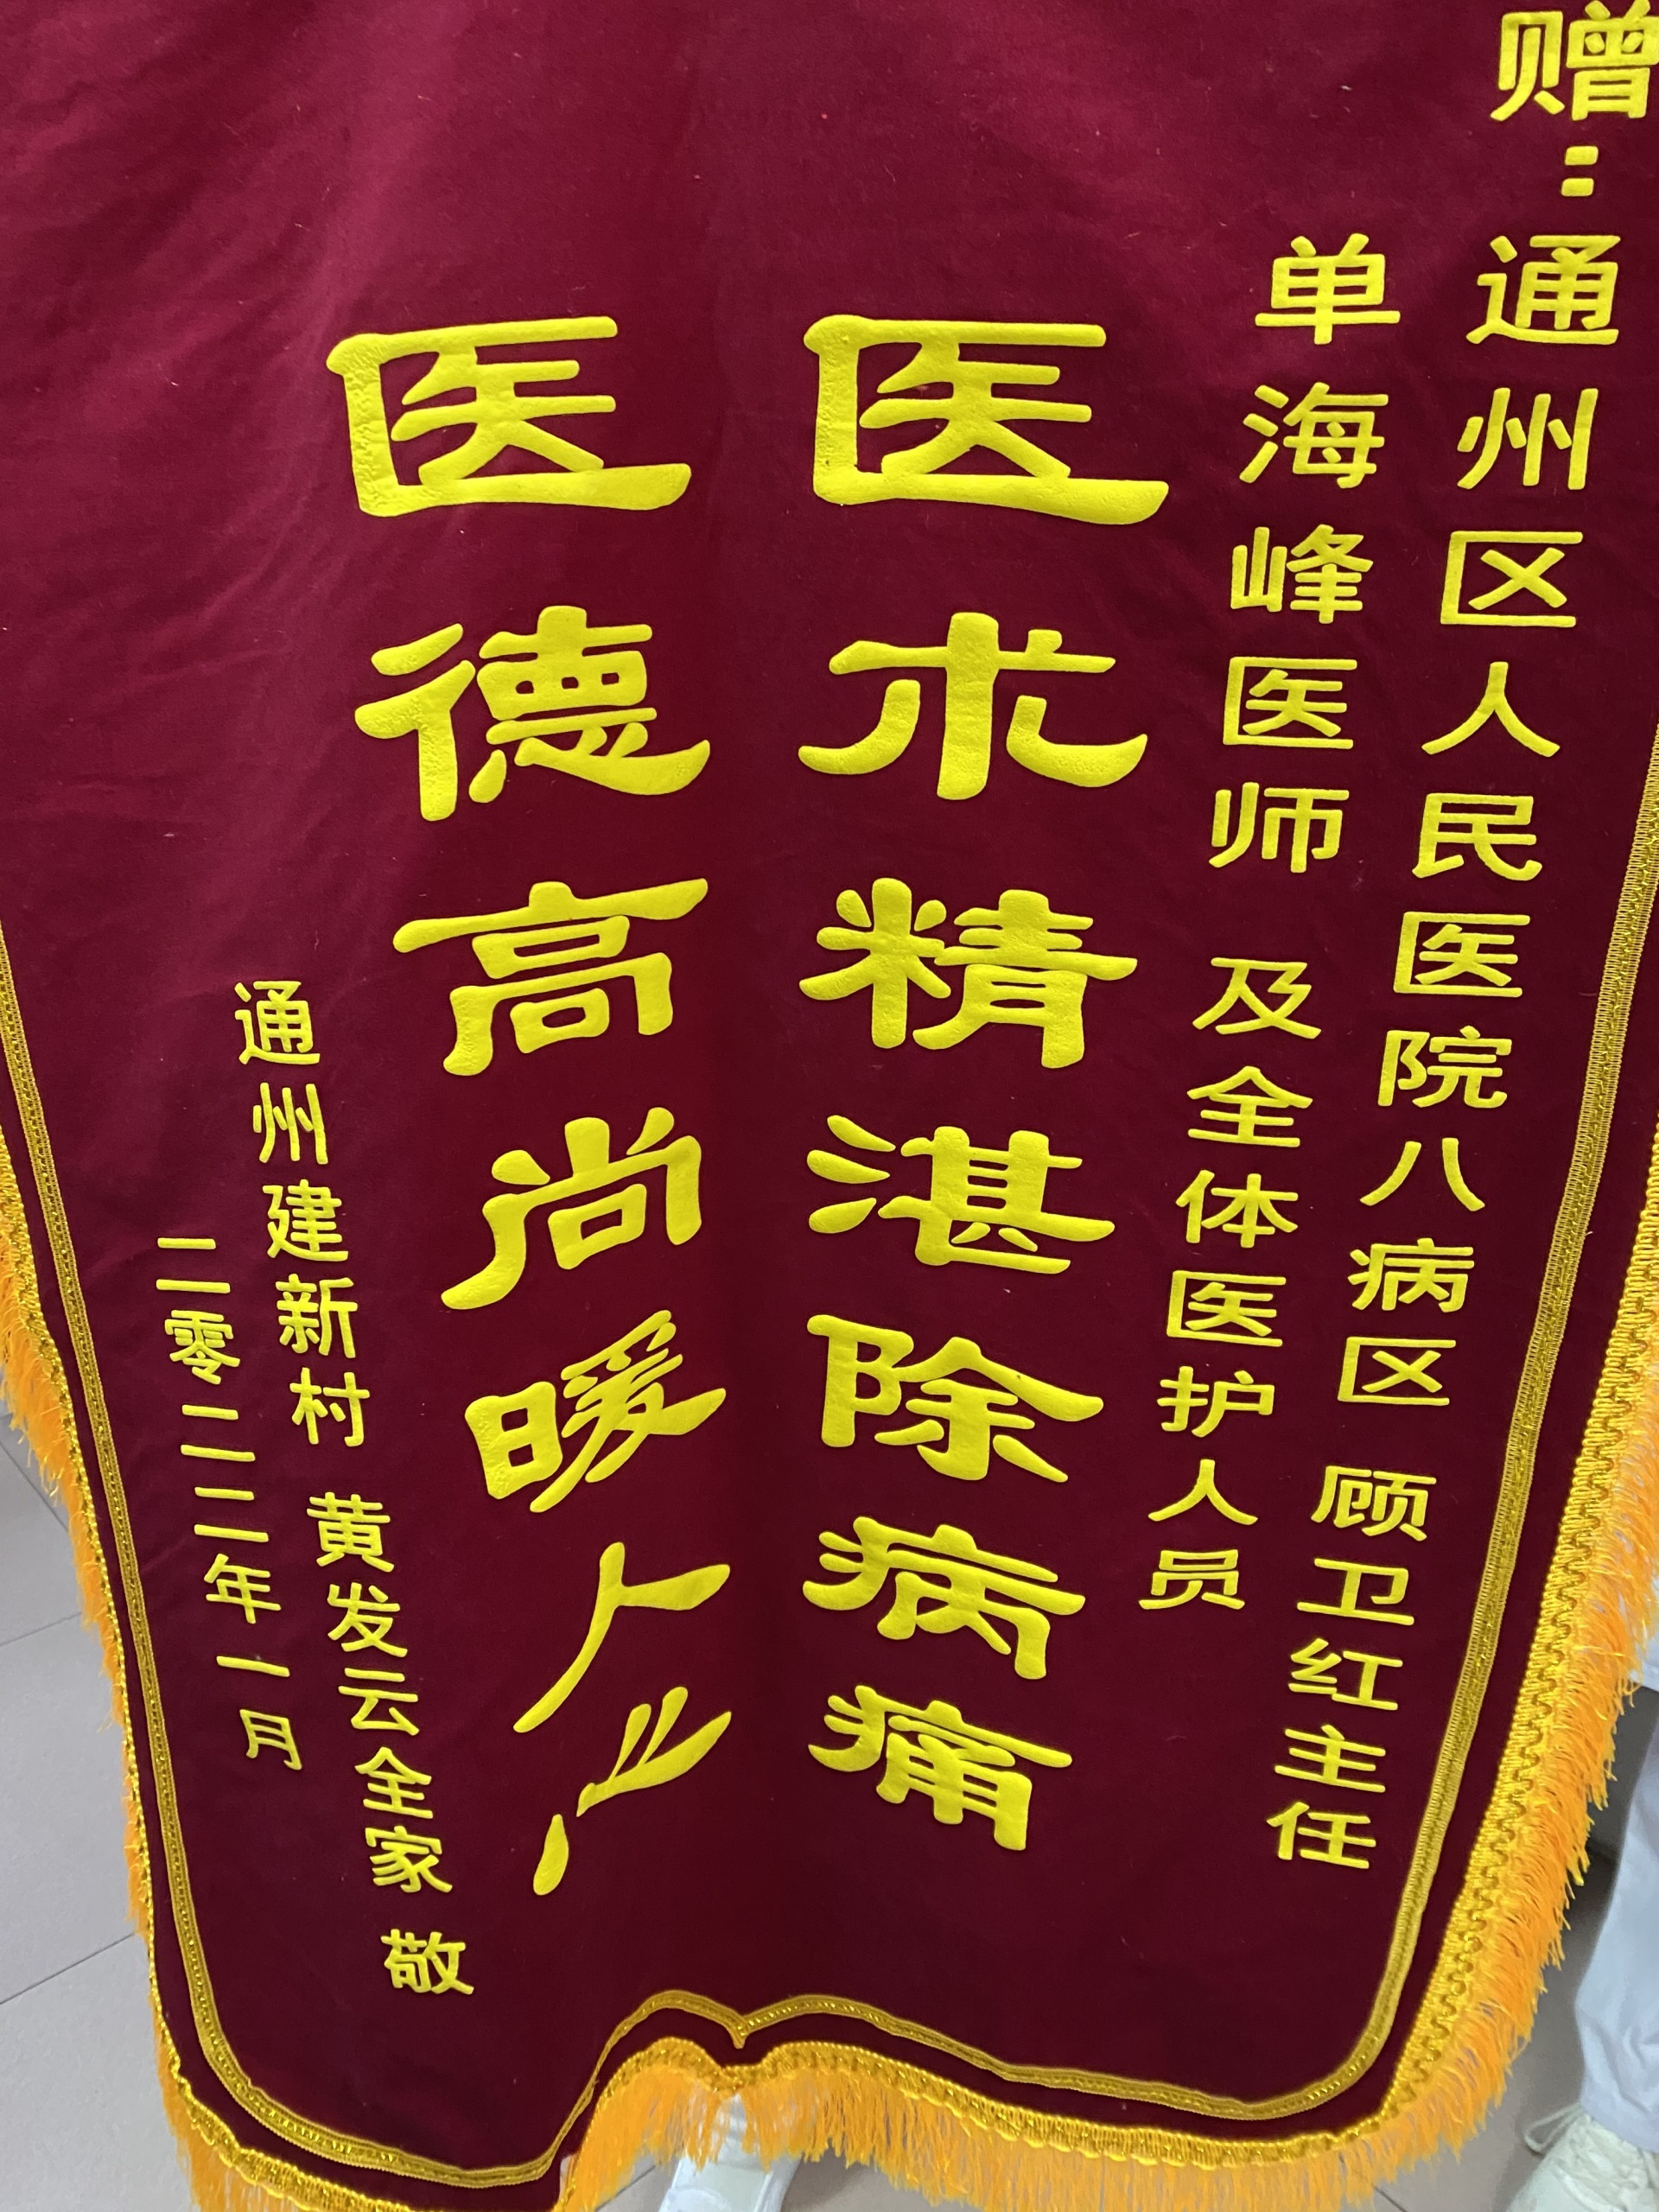 赠:通州区人民医院八病区 顾卫红主任
单海峰医师 及全体医护人员
医术精湛除病痛
医德高尚暖人心
通州建新村 黄发云全家 敬
二零二二年一月